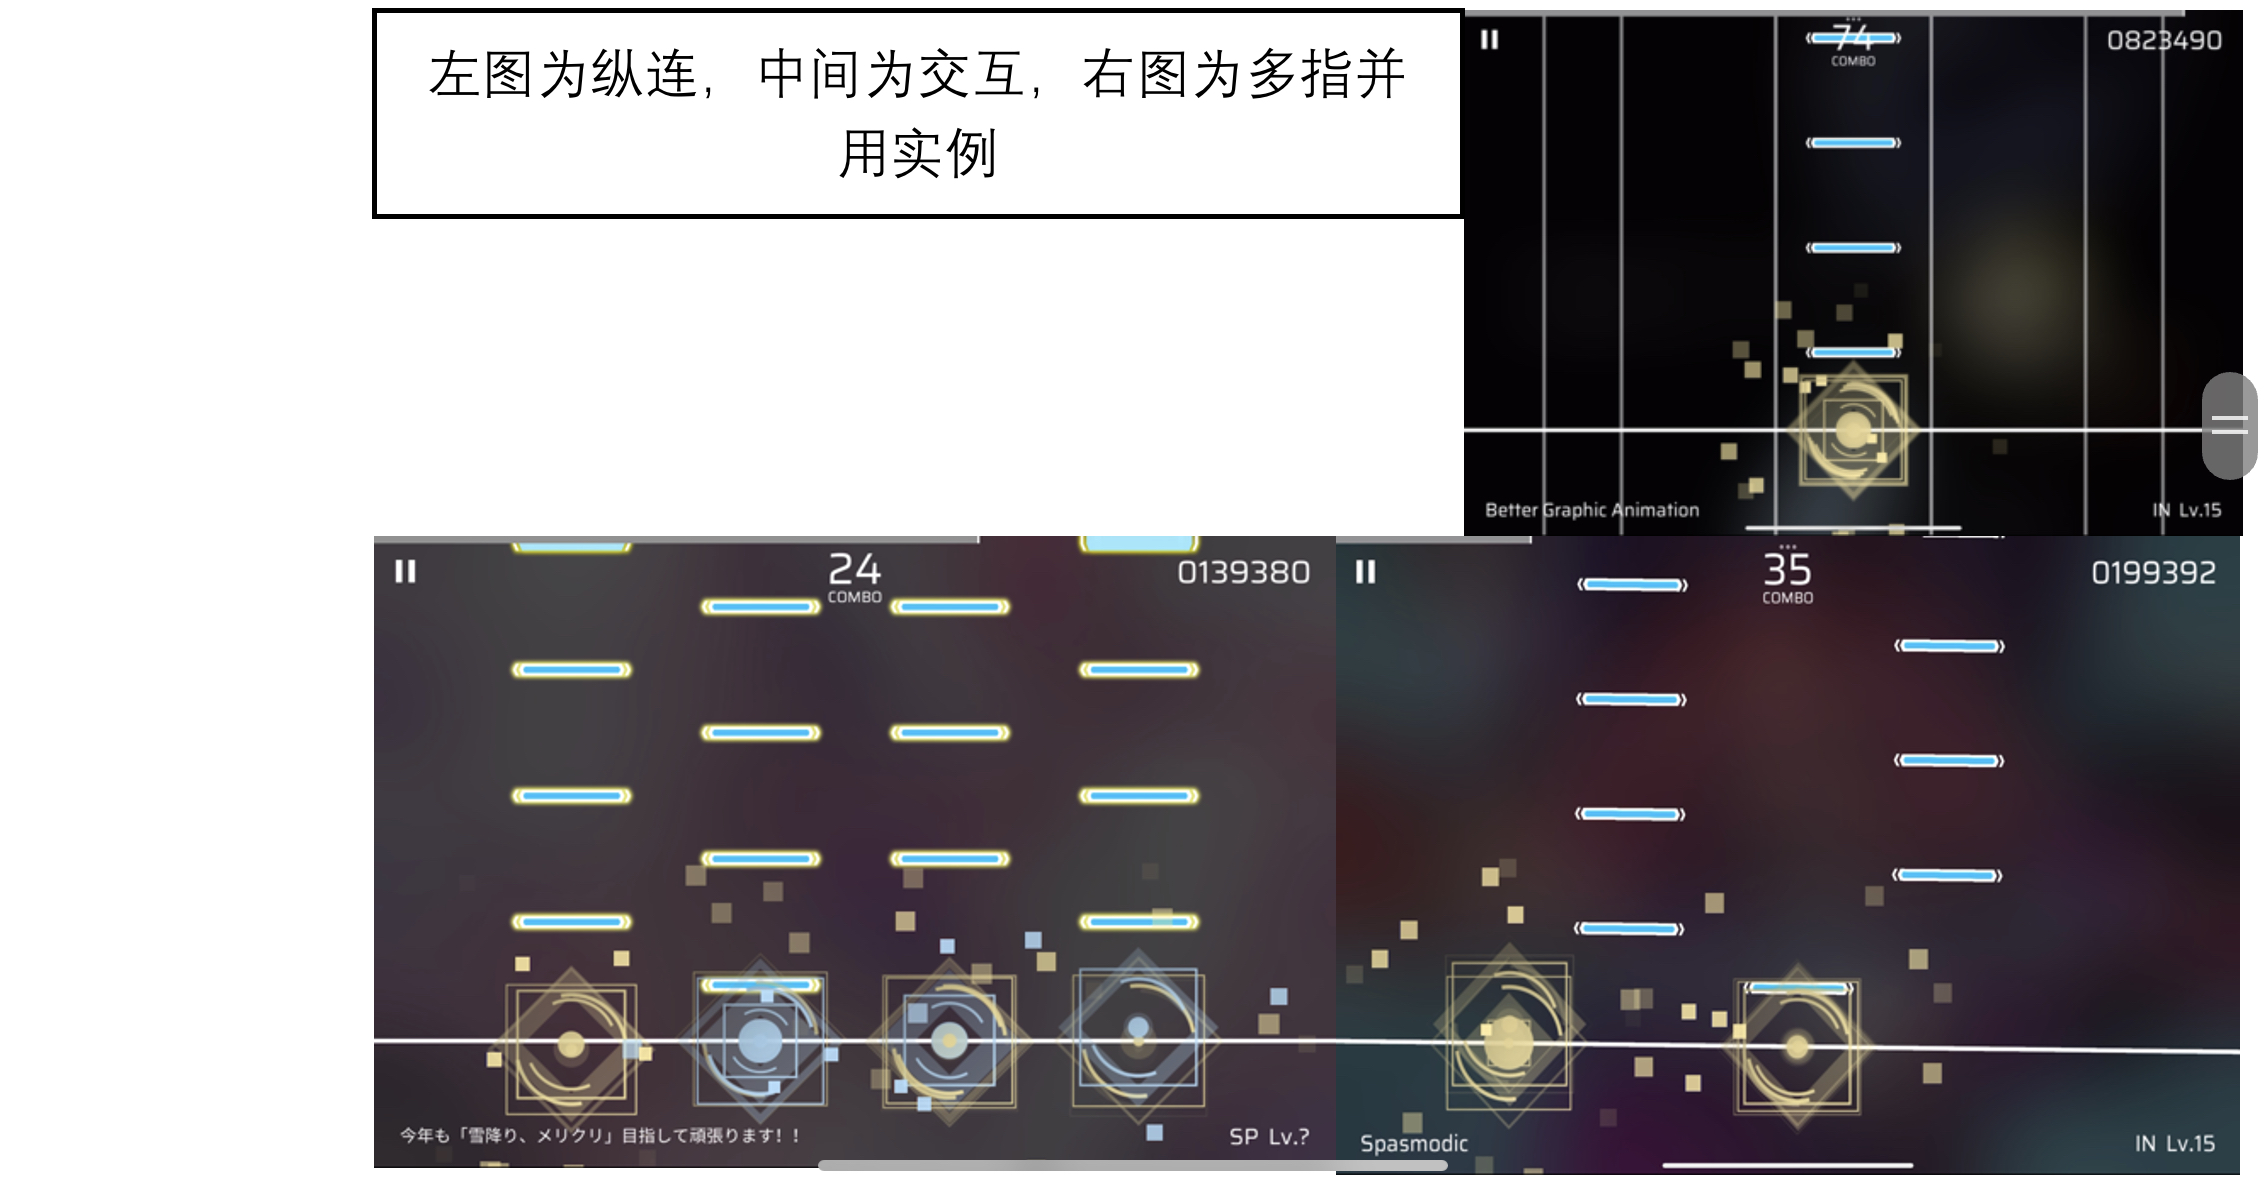 左图为纵连，中间为交互，右图为多指并
用实例
74
COMBO
0823490
Better Graphic Animation
IN Lv.15
24
COMBO
0139380
今年も「雪降り、メリクリ」目指して頑張ります！！
SP Lv.?
35
COMBO
0199392
Spasmodic
IN Lv.15